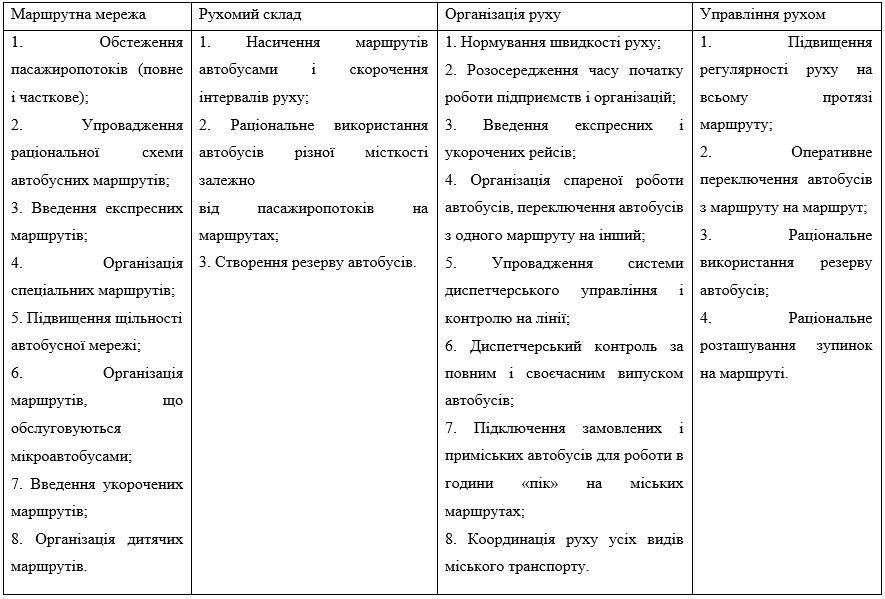 Маршрутна мережа
1. Обстеження
пасажиропотоків (повне
і часткове);
2. Упровадження
раціональної схеми
автобусних маршрутів;
3. Введення експресних
маршрутів;
4. Організація
спеціальних маршрутів;
5. Підвищення щільності
автобусної мережі;
6. Організація
маршрутів, що
обслуговуються
мікроавтобусами;
7. Введення укорочених
маршрутів;
8. Організація дитячих
маршрутів.
Рухомий склад
1. Насичення маршрутів
автобусами і скорочення
інтервалів руху;
2. Раціональне використання
автобусів різної місткості
залежно
від пасажиропотоків на
маршрутах;
3. Створення резерву автобусів.
Організація руху
1. Нормування швидкості руху;
2. Розосередження часу початку
роботи підприємств і організацій;
3. Введення експресних і
укорочених рейсів;
4. Організація спареної роботи
автобусів, переключення автобусів
з одного маршруту на інший;
5. Упровадження системи
диспетчерського управління і
контролю на лінії;
6. Диспетчерський контроль за
повним і своєчасним випуском
автобусів;
7. Підключення замовлених і
приміських автобусів для роботи в
години «пік» на міських
маршрутах;
8. Координація руху усіх видів
міського транспорту.
Управління рухом
1. Підвищення
регулярності руху на
всьому протязі
маршруту;
2. Оперативне
переключення автобусів
з маршруту на маршрут;
3. Раціональне
використання резерву
автобусів;
4. Раціональне
розташування зупинок
на маршруті.